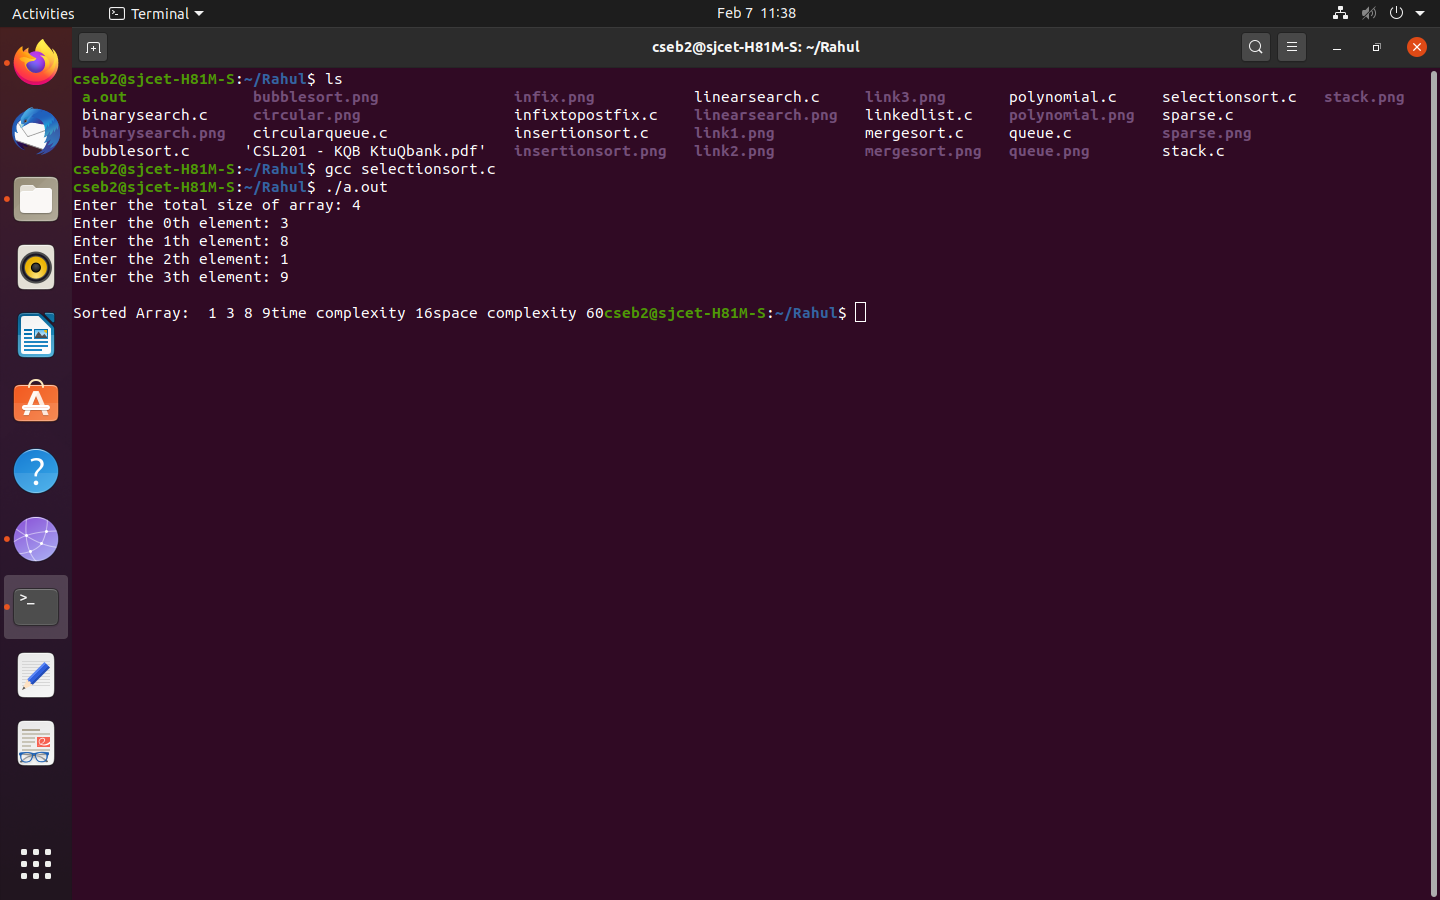 Activities Terminal Feb 7 11:38
cseb2@sjcet-H81M-S: ~/Rahul
cseb2@sjcet-H81M-S:~/Rahul$ ls
a.out bubblesort.png infix.png linearsearch.c link3.png polynomial.c selectionsort.c stack.png
binarysearch.c circular.png infixtopostfix.c linearsearch.png linkedlist.c polynomial.png sparse.c
binarysearch.png circularqueue.c insertionsort.c link1.png mergesort.c queue.c sparse.png
bubblesort.c 'CSL201 - KQB KtuQbank.pdf' insertionsort.png link2.png mergesort.png queue.png stack.c
cseb2@sjcet-H81M-S:~/Rahul$ gcc selectionsort.c
cseb2@sjcet-H81M-S:~/Rahul$ ./a.out
Enter the total size of array: 4
Enter the 0th element: 3
Enter the 1th element: 8
Enter the 2th element: 1
Enter the 3th element: 9
Sorted Array:  1 3 8 9time complexity 16space complexity 60cseb2@sjcet-H81M-S:~/Rahul$